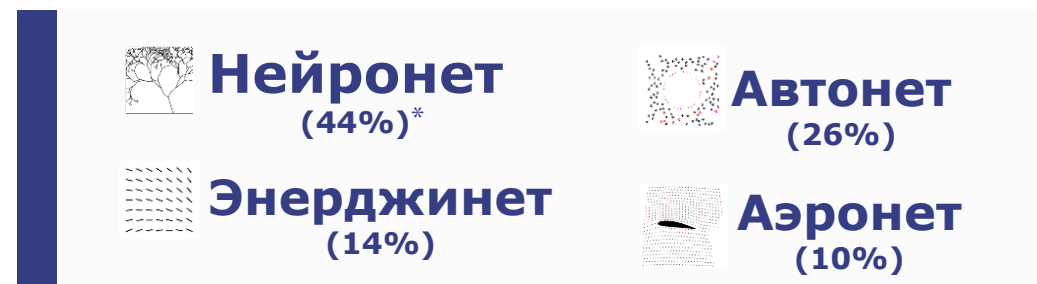 Нейронет
(44%)*
Автонет
(26%)
Энерджинет
(14%)
Аэронет
(10%)